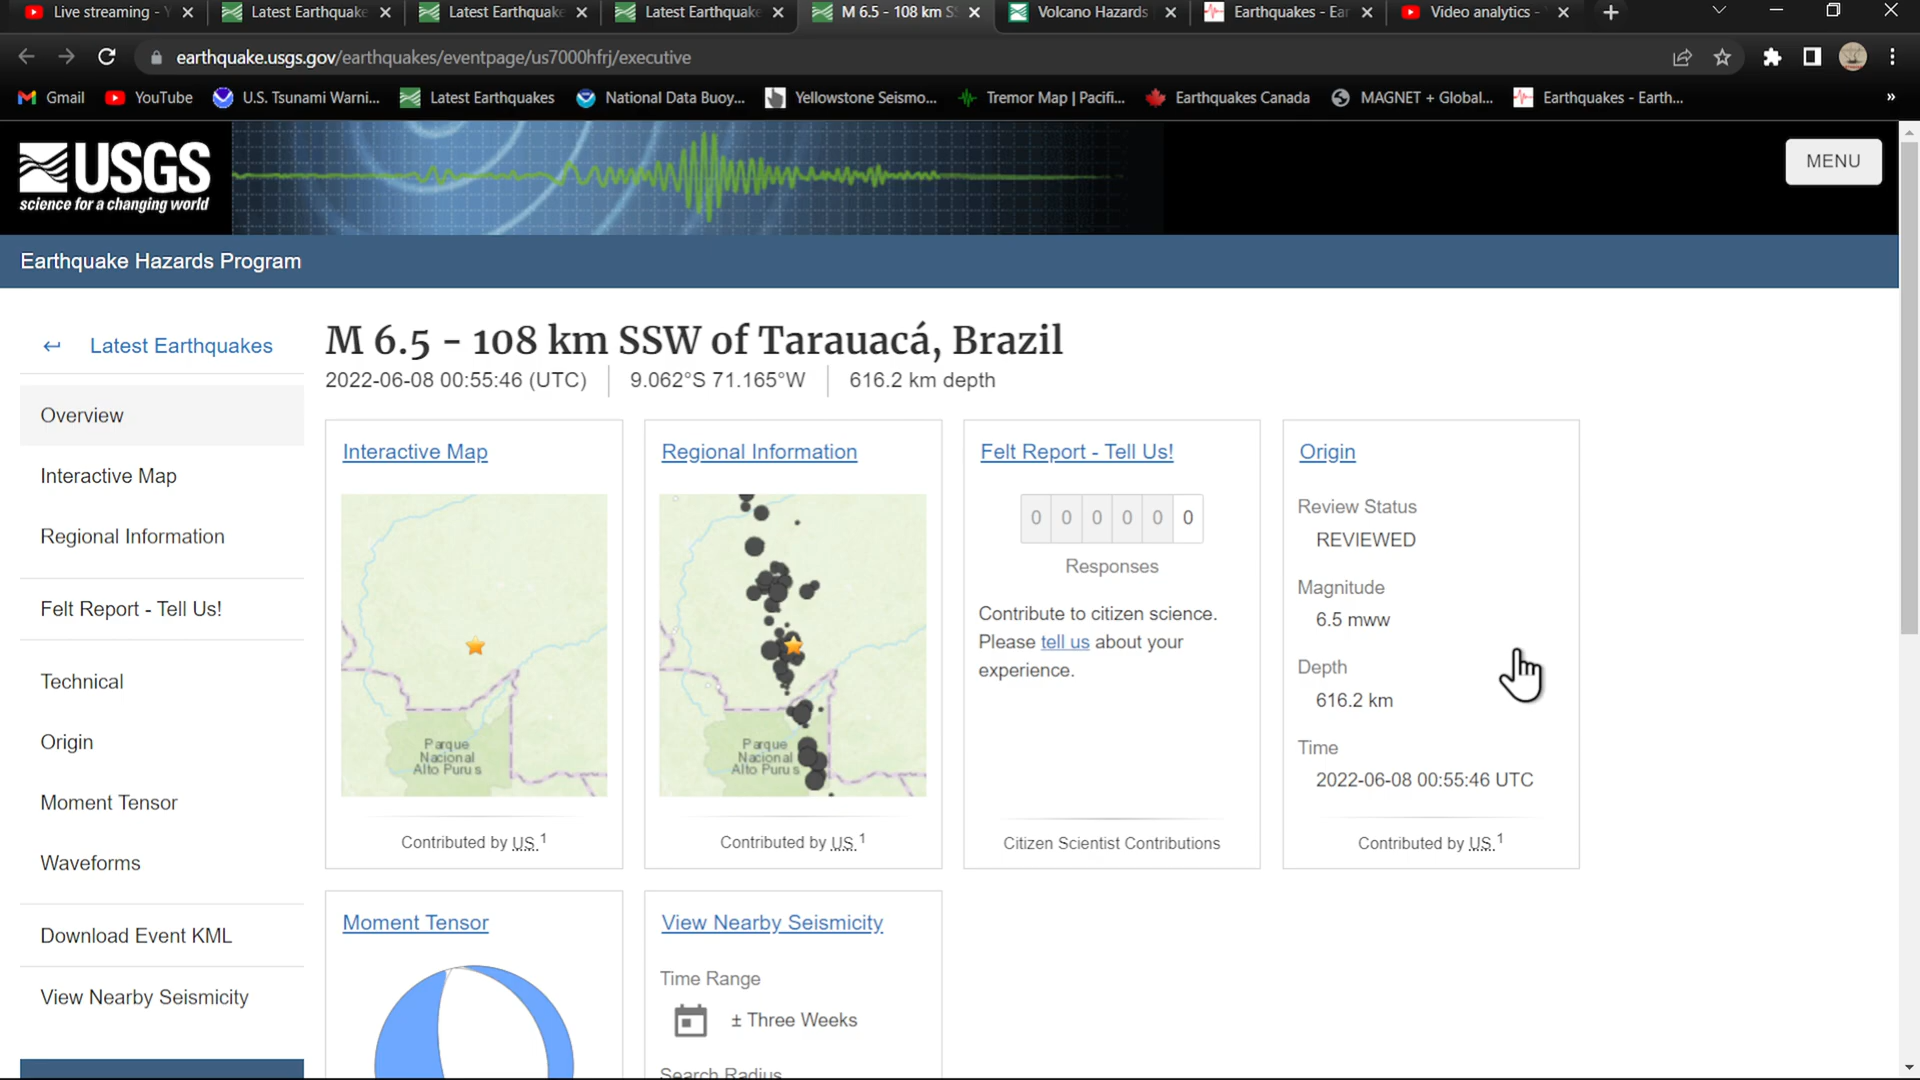 Live streaming -
Latest Earthquake
Latest Earthquake
Latest Earthquake
M 6.5 - 108 km S
Volcano Hazards
Earthquakes - Ear
Video analytics -
earthquake.usgs.gov/earthquakes/eventpage/us7000hfrj/executive
Gmail
YouTube
U.S. Tsunami Warni...
Latest Earthquakes
National Data Buoy...
Yellowstone Seismo...
Tremor Map | Pacifi...
Earthquakes Canada
MAGNET + Global...
Earthquakes - Earth...
»
USGS
science for a changing world
MENU
Earthquake Hazards Program
Latest Earthquakes
Overview
Interactive Map
Regional Information
Felt Report - Tell Us!
Technical
Origin
Moment Tensor
Waveforms
Download Event KML
View Nearby Seismicity
M 6.5 - 108 km SSW of Tarauacá, Brazil
2022-06-08 00:55:46 (UTC)
9.062°S 71.165°W
616.2 km depth
Interactive Map
Parque
Nacional
Alto Purus
Contributed by US 1
Regional Information
Parque
Nacional
Alto Purus
Contributed by US 1
Felt Report - Tell Us!
0 0 0 0 0 0
Responses
Contribute to citizen science.
Please tell us about your
experience.
Citizen Scientist Contributions
Origin
Review Status
REVIEWED
Magnitude
6.5 mww
Depth
616.2 km
Time
2022-06-08 00:55:46 UTC
Contributed by US 1
Moment Tensor
View Nearby Seismicity
Time Range
± Three Weeks
Search Radius